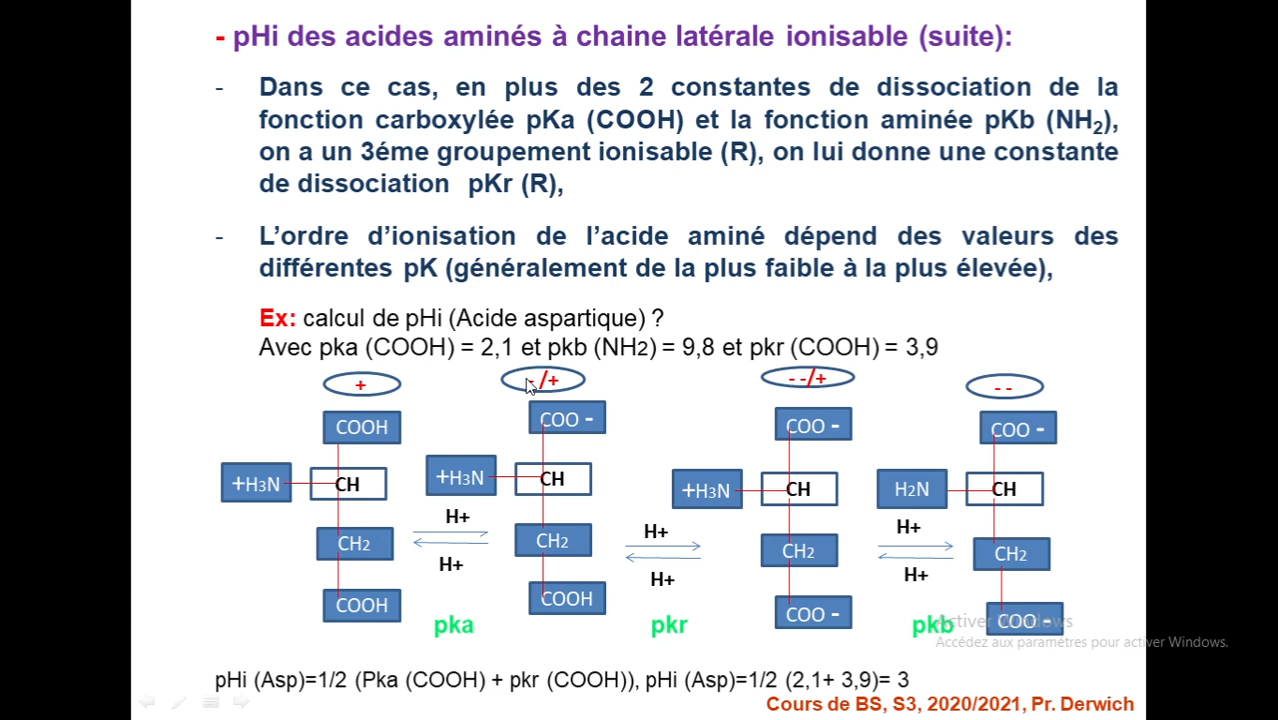 - pHi des acides aminés à chaine latérale ionisable (suite):
- Dans ce cas, en plus des 2 constantes de dissociation de la
fonction carboxylée pKa (COOH) et la fonction aminée pKb (NH2),
on a un 3éme groupement ionisable (R), on lui donne une constante
de dissociation pKr (R),
- L'ordre d'ionisation de l'acide aminé dépend des valeurs des
différentes pK (généralement de la plus faible à la plus élevée),
Ex: calcul de pHi (Acide aspartique) ?
Avec pka (COOH) = 2,1 et pkb (NH2) = 9,8 et pkr (COOH) = 3,9
+ - /+ - -/+ - -
COOH COO - COO - COO -
+H3N CH +H3N CH +H3N CH H2N CH
H+ H+ H+
CH2 CH2 CH2 CH2
H+ H+ H+
COOH COOH COO - COO -
pka pkr pkb
Activer Windows
Accédez aux paramètres pour activer Windows.
pHi (Asp)=1/2 (Pka (COOH) + pkr (COOH)), pHi (Asp)=1/2 (2,1+ 3,9)= 3
Cours de BS, S3, 2020/2021, Pr. Derwich